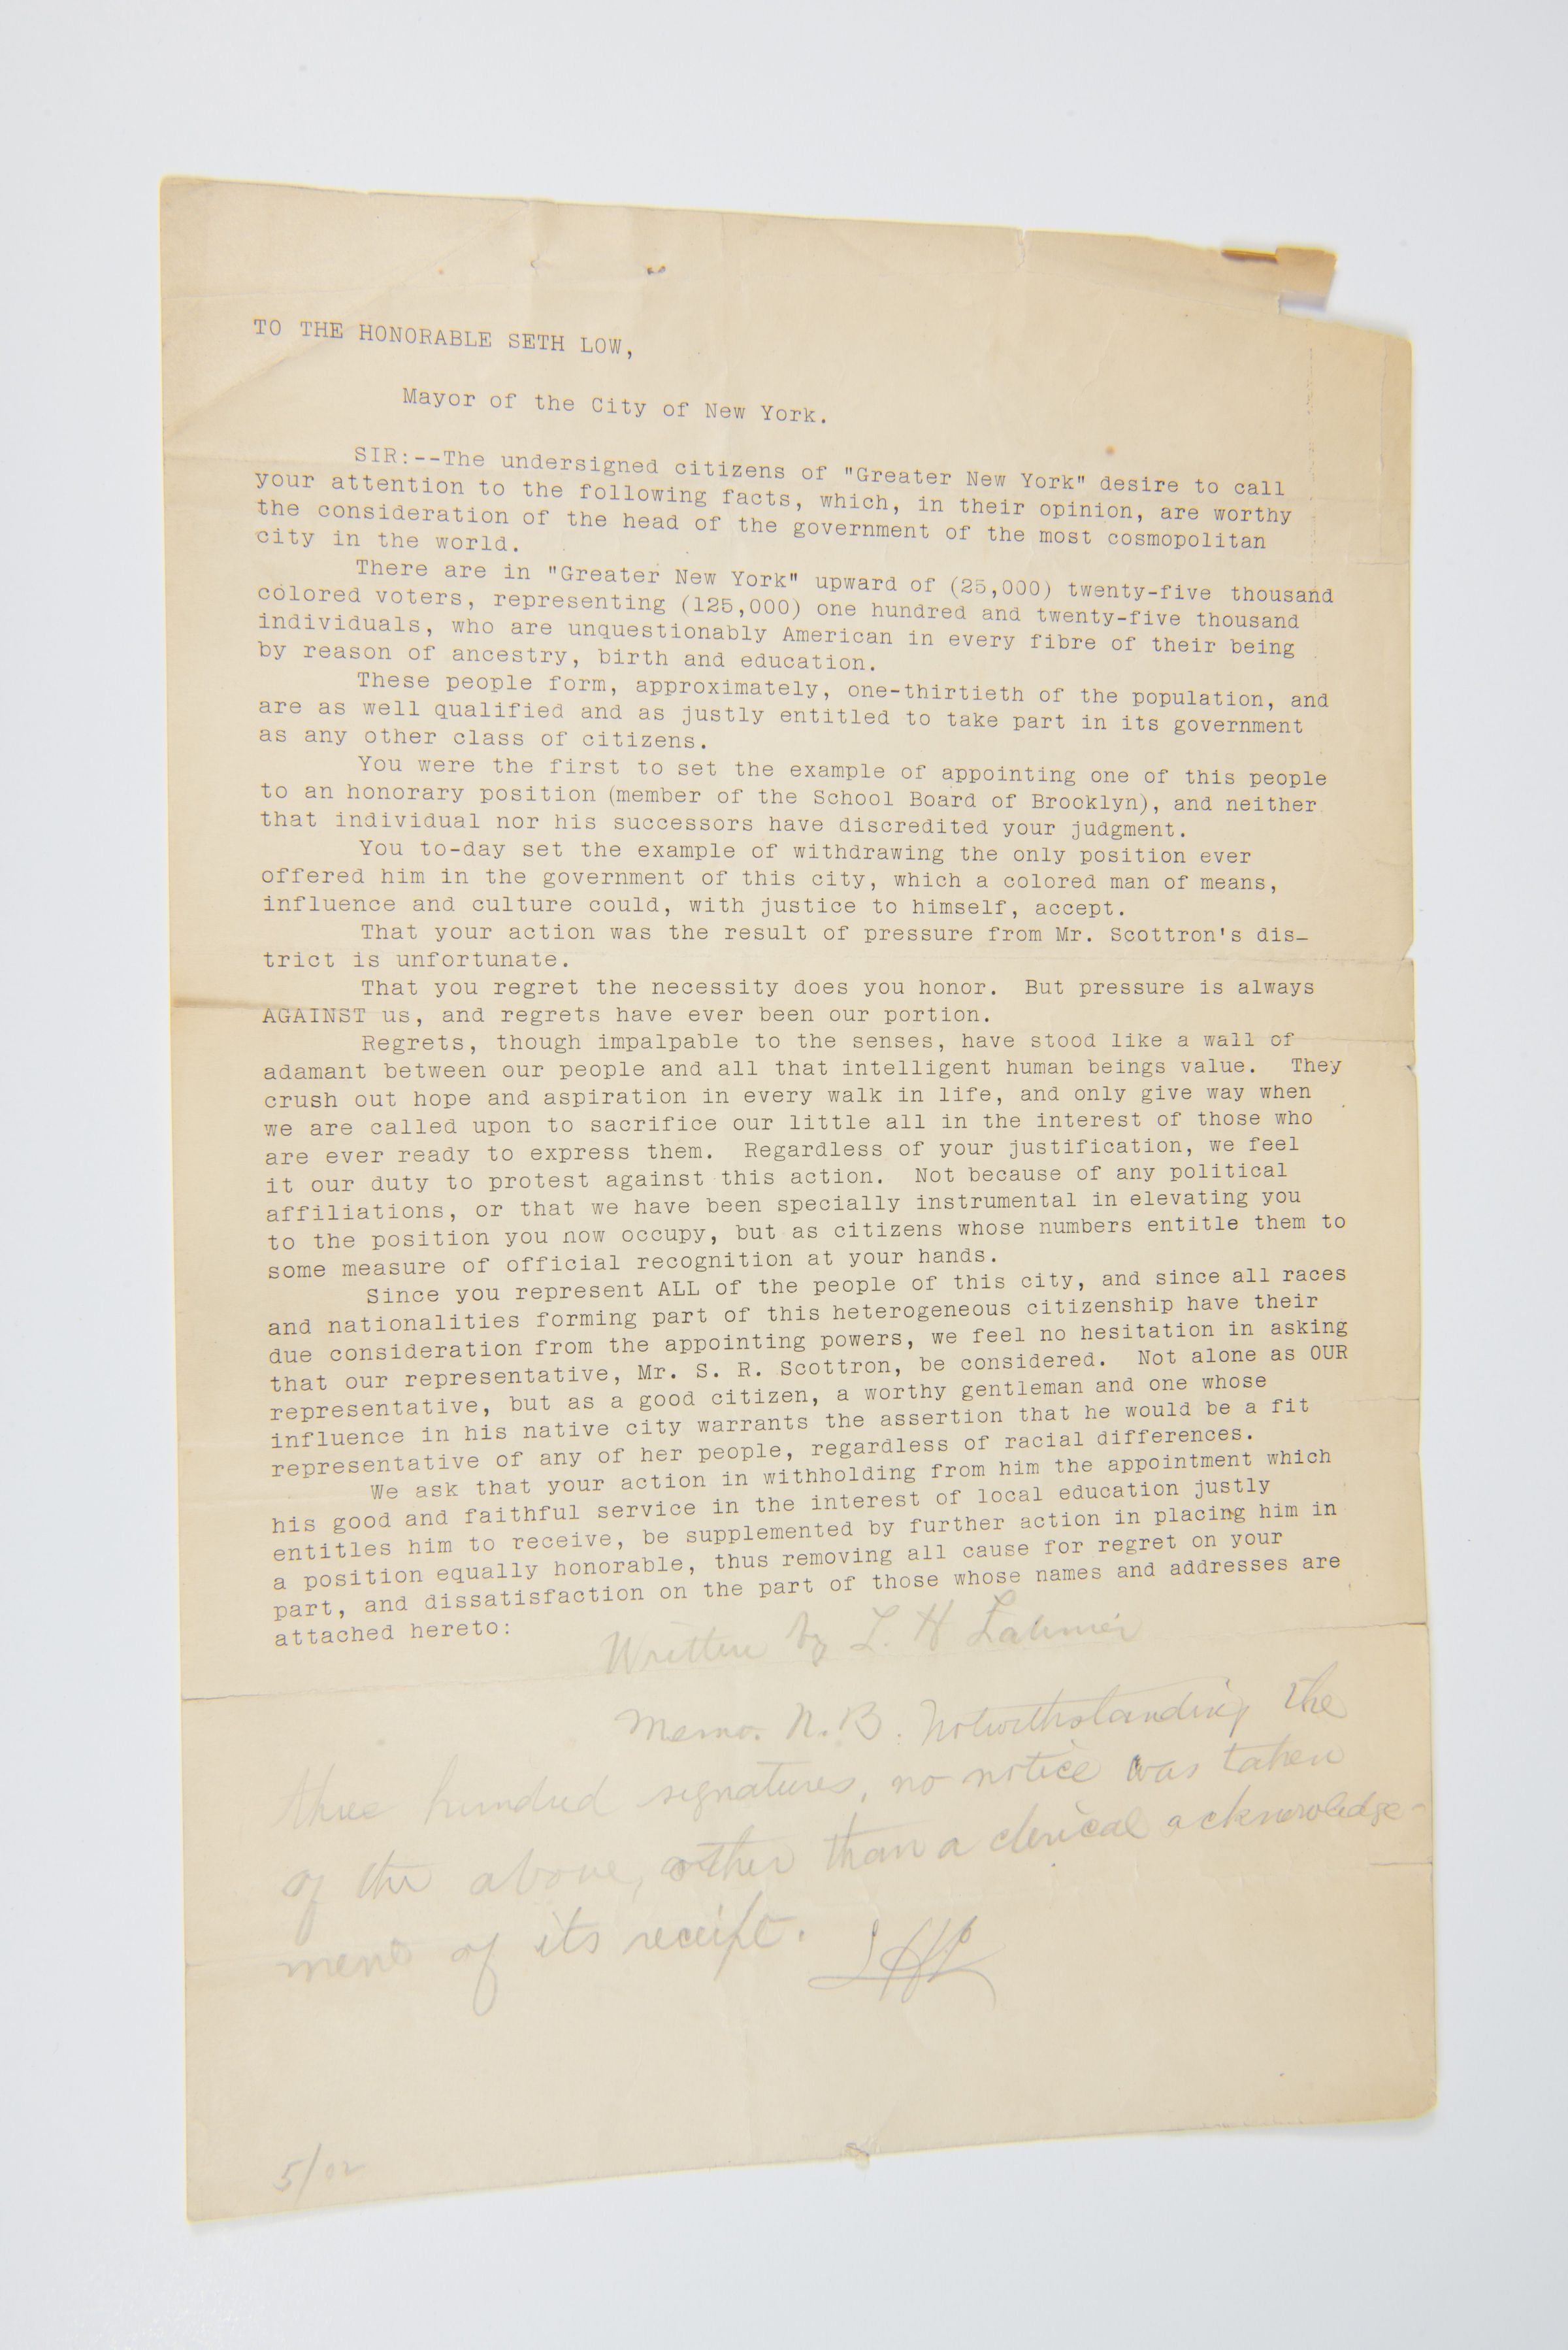 TO THE HONORABLE SETH LOW,
Mayor of the City of New York.
SIR:--The undersigned citizens of "Greater New York" desire to call
your attention to the following facts, which, in their opinion, are worthy
the consideration of the head of the government of the most cosmopolitan
city in the world.
There are in "Greater New York" upward of (25,000) twenty-five thousand
colored voters, representing (125,000) one hundred and twenty-five thousand
individuals, who are unquestionably American in every fibre of their being
by reason of ancestry, birth and education.
These people form, approximately, one-thirtieth of the population, and
are as well qualified and as justly entitled to take part in its government
as any other class of citizens.
You were the first to set the example of appointing one of this people
to an honorary position (member of the School Board of Brooklyn), and neither
that individual nor his successors have discredited your judgment.
You to-day set the example of withdrawing the only position ever
offered him in the government of this city, which a colored man of means,
influence and culture could, with justice to himself, accept.
That your action was the result of pressure from Mr. Scottron's dis-
trict is unfortunate.
That you regret the necessity does you honor. But pressure is always
AGAINST us, and regrets have ever been our portion.
Regrets, though impalpable to the senses, have stood like a wall of
adamant between our people and all that intelligent human beings value. They
crush out hope and aspiration in every walk in life, and only give way when
we are called upon to sacrifice our little all in the interest of those who
are ever ready to express them. Regardless of your justification, we feel
it our duty to protest against this action. Not because of any political
affiliations, or that we have been specially instrumental in elevating you
to the position you now occupy, but as citizens whose numbers entitle them to
some measure of official recognition at your hands.
Since you represent ALL of the people of this city, and since all races
and nationalities forming part of this heterogeneous citizenship have their
due consideration from the appointing powers, we feel no hesitation in asking
that our representative, Mr. S. R. Scottron, be considered. Not alone as OUR
representative, but as a good citizen, a worthy gentleman and one whose
influence in his native city warrants the assertion that he would be a fit
representative of any of her people, regardless of racial differences.
We ask that your action in withholding from him the appointment which
his good and faithful service in the interest of local education justly
entitles him to receive, be supplemented by further action in placing him in
a position equally honorable, thus removing all cause for regret on your
part, and dissatisfaction on the part of those whose names and addresses are
attached hereto:
Written by L. H Latimer
Memo. N. B. Notwithstanding the
three hundred signatures, no notice was taken
of the above, other than a clerical acknowledge-
ment of its receipt. LHL
5/02